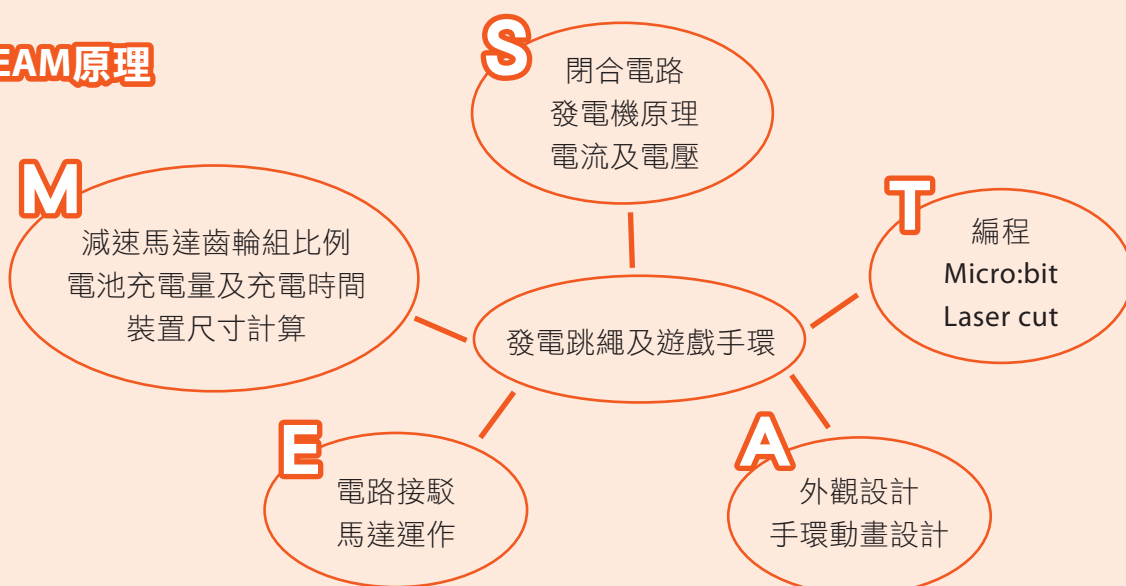 EAM原理
S
閉合電路
發電機原理
電流及電壓
M
減速馬達齒輪組比例
電池充電量及充電時間
裝置尺寸計算
T
編程
Micro:bit
Laser cut
發電跳繩及遊戲手環
E
電路接駁
馬達運作
A
外觀設計
手環動畫設計